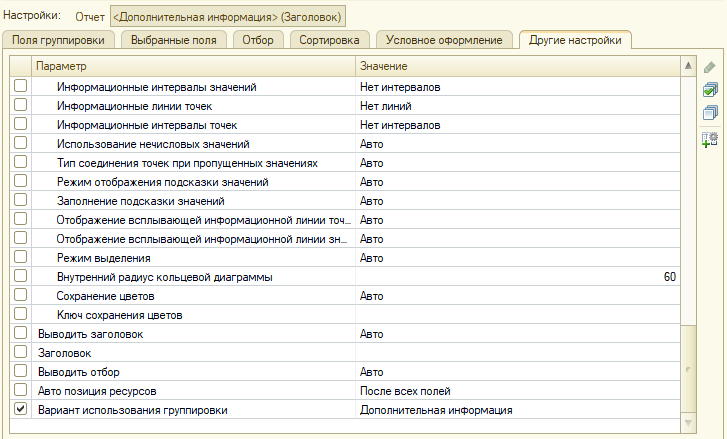 Настройки: Отчет <Дополнительная информация> (Заголовок)
Поля группировки Выбранные поля Отбор Сортировка Условное оформление Другие настройки
Параметр Значение
Информационные интервалы значений Нет интервалов
Информационные линии точек Нет линий
Информационные интервалы точек Нет интервалов
Использование нечисловых значений Авто
Тип соединения точек при пропущенных значениях Авто
Режим отображения подсказки значений Авто
Заполнение подсказки значений Авто
Отображение всплывающей информационной линии точ... Авто
Отображение всплывающей информационной линии зн... Авто
Режим выделения Авто
Внутренний радиус кольцевой диаграммы 60
Сохранение цветов Авто
Ключ сохранения цветов
Выводить заголовок Авто
Заголовок
Выводить отбор Авто
Авто позиция ресурсов После всех полей
Вариант использования группировки Дополнительная информация